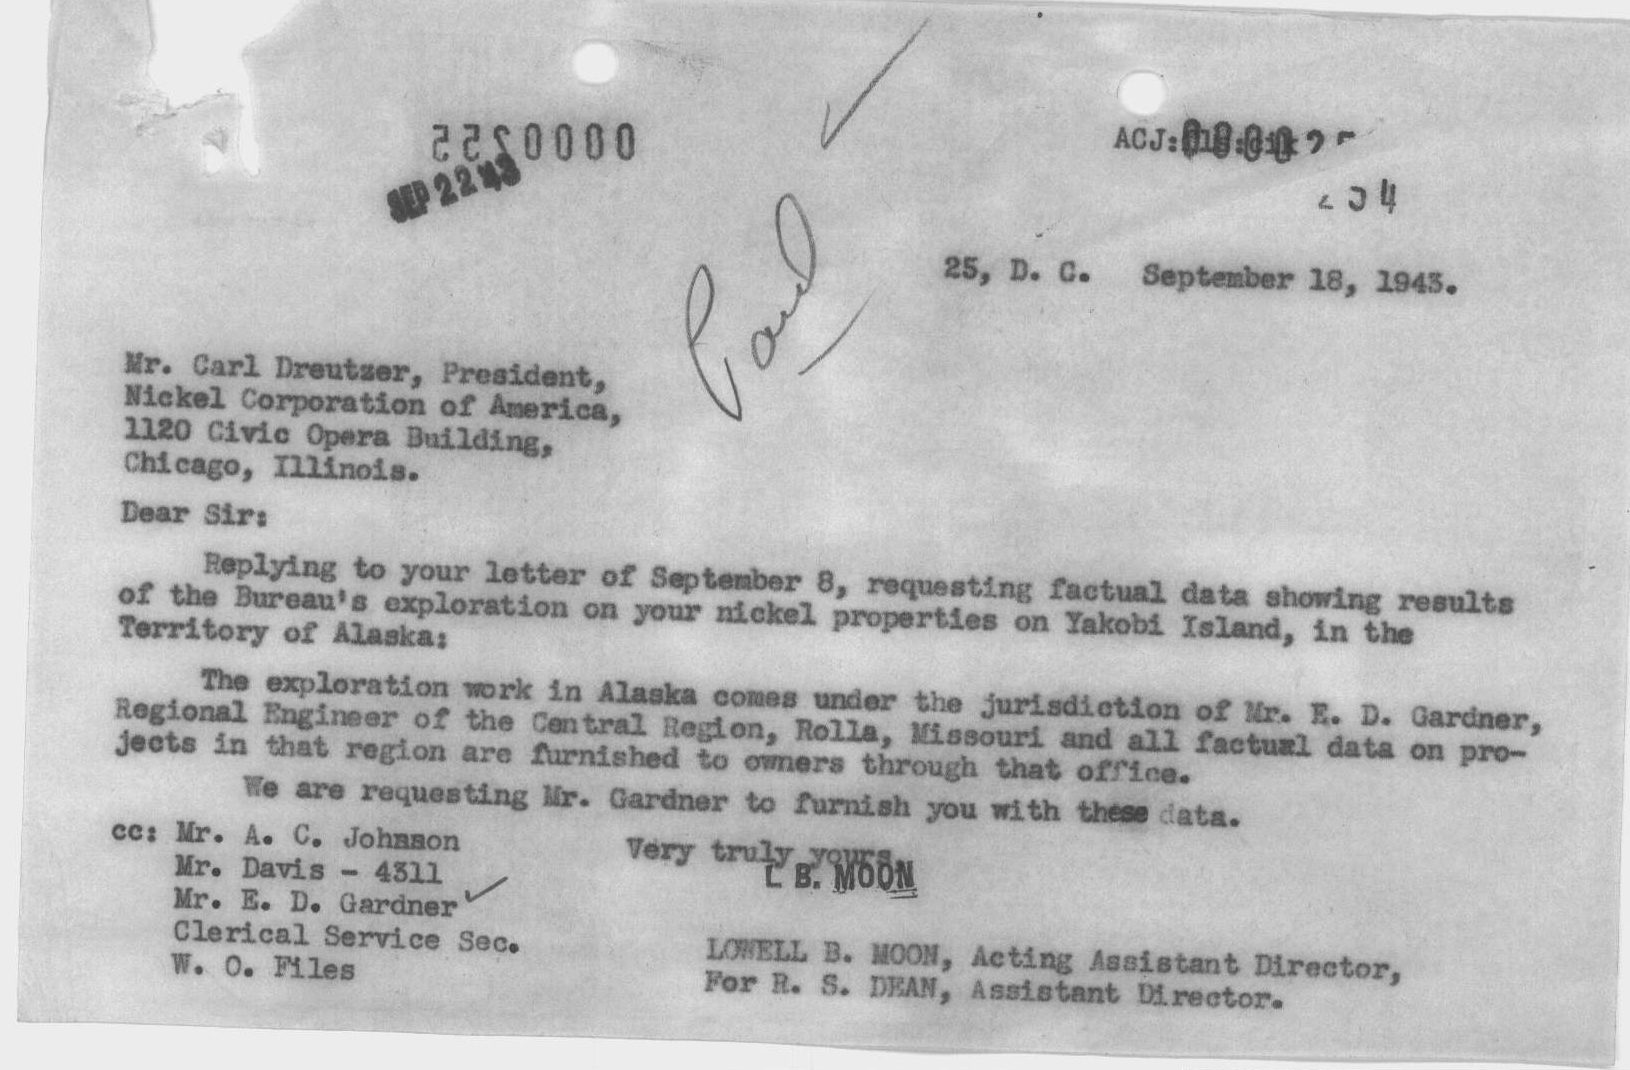 00007255
SEP 22 '43
ACJ:
25, D. C. September 18, 1943.
Mr. Carl Dreutzer, President,
Nickel Corporation of America,
1120 Civic Opera Building,
Chicago, Illinois.
Dear Sir:
Replying to your letter of September 8, requesting factual data showing results
of the Bureau's exploration on your nickel properties on Yakobi Island, in the
Territory of Alaska:
The exploration work in Alaska comes under the jurisdiction of Mr. E. D. Gardner,
Regional Engineer of the Central Region, Rolla, Missouri and all factual data on pro-
jects in that region are furnished to owners through that office.
We are requesting Mr. Gardner to furnish you with these data.
cc: Mr. A. C. Johnson
Mr. Davis - 4311
Mr. E. D. Gardner
Clerical Service Sec.
W. O. Files
Very truly yours,
L B. MOON
LOWELL B. MOON, Acting Assistant Director,
For R. S. DEAN, Assistant Director.